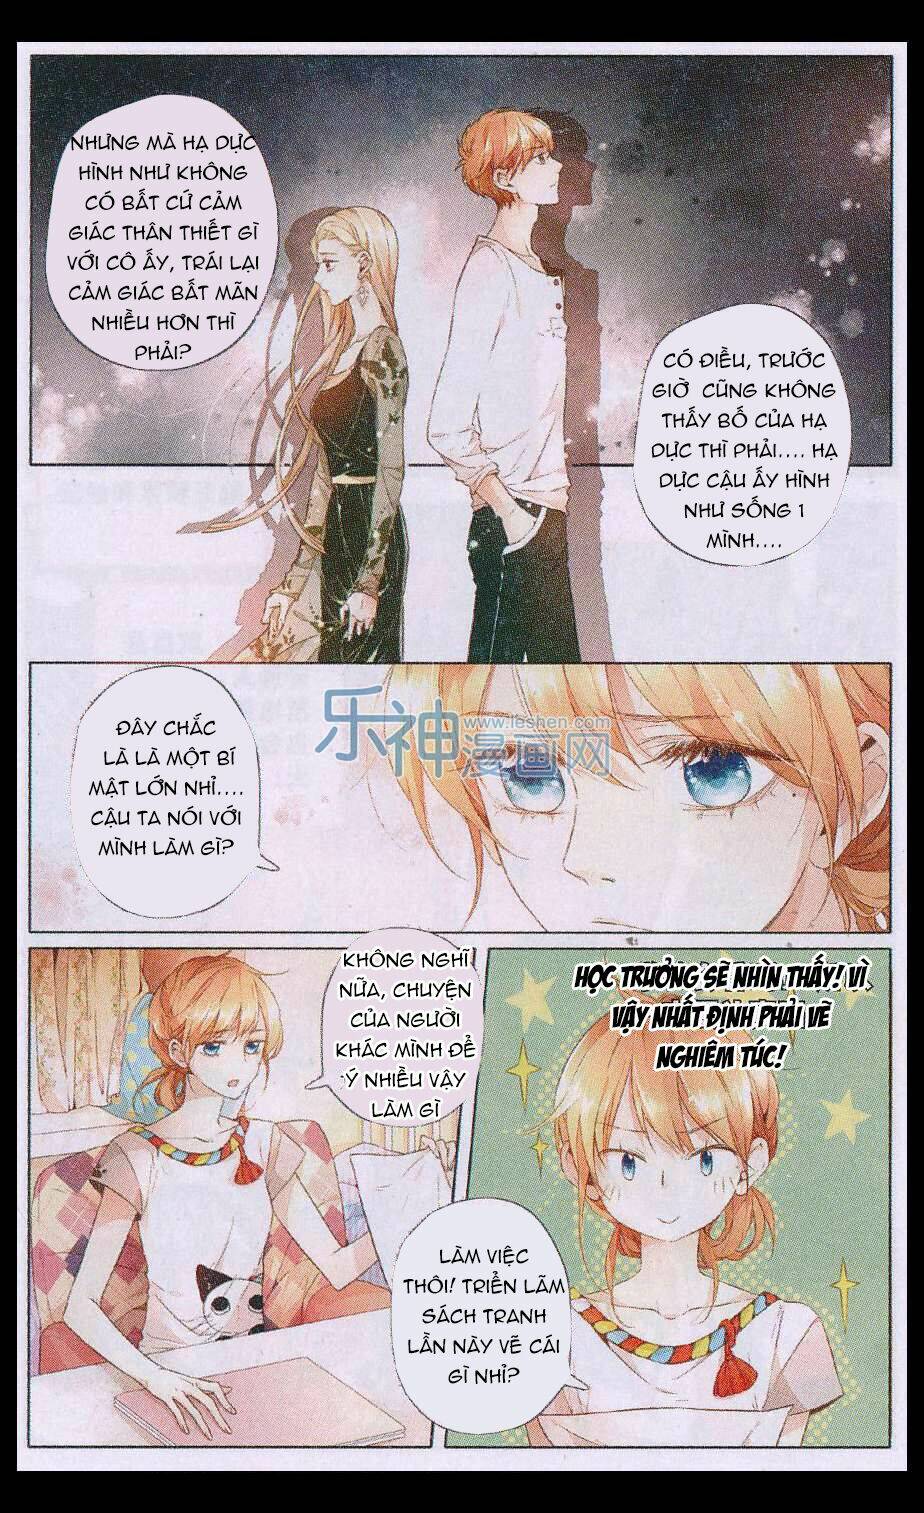 NHƯNG MÀ HẠ DỰC
HÌNH NHƯ KHÔNG
CÓ BẤT CỨ CẢM
GIÁC THÂN THIẾT GÌ
VỚI CÔ ẤY, TRÁI LẠI
CẢM GIÁC BẤT MÃN
NHIỀU HƠN THÌ
PHẢI?
CÓ ĐIỀU, TRƯỚC
GIỜ CŨNG KHÔNG
THẤY BỐ CỦA HẠ
DỰC THÌ PHẢI.... HẠ
DỰC CẬU ẤY HÌNH
NHƯ SỐNG 1
MÌNH....
ĐÂY CHẮC
LÀ LÀ MỘT BÍ
MẬT LỚN NHỈ....
CẬU TA NÓI VỚI
MÌNH LÀM GÌ?
乐神漫画网
www.leshen.com
KHÔNG NGHĨ
NỮA, CHUYỆN
CỦA NGƯỜI
KHÁC MÌNH ĐỂ
Ý NHIỀU VẬY
LÀM GÌ
LÀM VIỆC
THÔI! TRIỂN LÃM
SÁCH TRANH
LẦN NÀY VẼ CÁI
GÌ NHỈ?
HỌC TRƯỞNG SẼ NHÌN THẤY! VÌ
VẬY NHẤT ĐỊNH PHẢI VẼ
NGHIÊM TÚC!